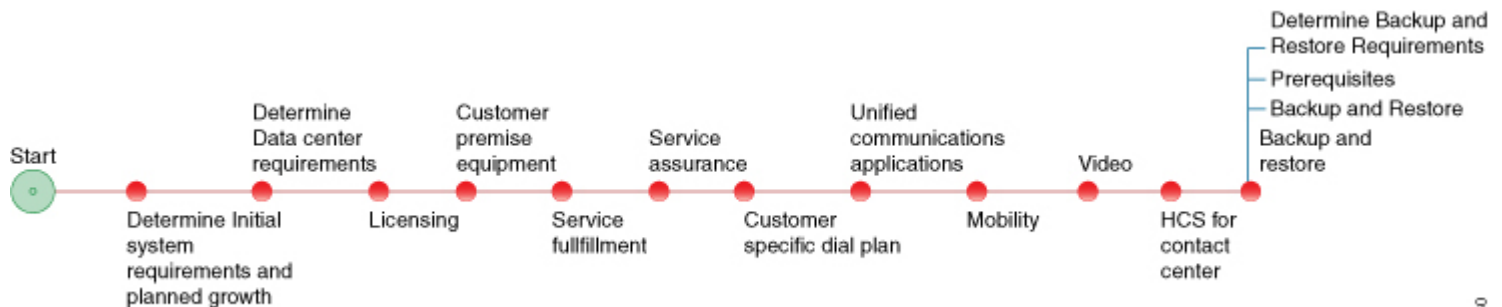 Start
Determine Initial
system
requirements and
planned growth
Determine
Data center
requirements
Licensing
Customer
premise
equipment
Service
fullfillment
Service
assurance
Customer
specific dial plan
Unified
communications
applications
Mobility
Video
HCS for
contact
center
Determine Backup and
Restore Requirements
Prerequisites
Backup and Restore
Backup and
restore